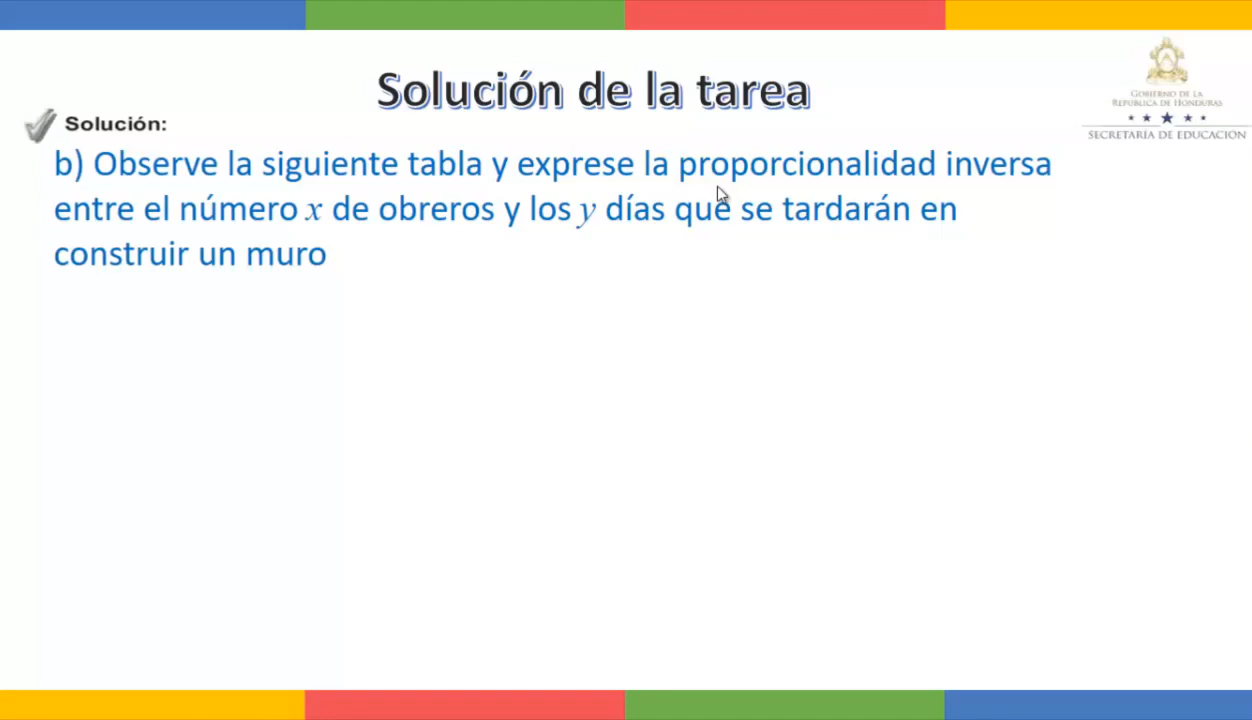 Solución de la tarea
GOBIERNO DE LA
REPÚBLICA DE HONDURAS
SECRETARÍA DE EDUCACIÓN
Solución:
b) Observe la siguiente tabla y exprese la proporcionalidad inversa
entre el número x de obreros y los y días que se tardarán en
construir un muro